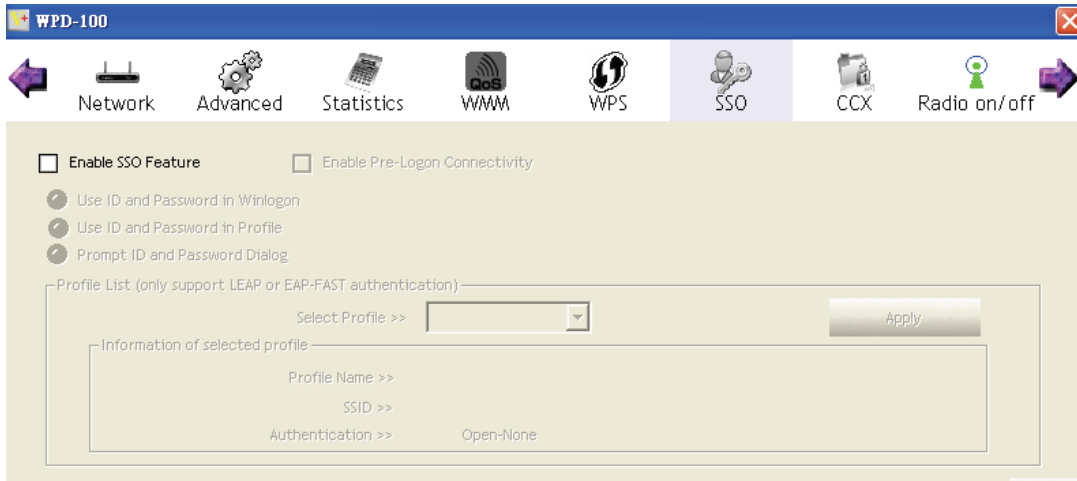 WPD-100
Network Advanced Statistics QoS WMM WPS SSO CCX Radio on/off
Enable SSO Feature Enable Pre-Logon Connectivity
Use ID and Password in Winlogon
Use ID and Password in Profile
Prompt ID and Password Dialog
Profile List (only support LEAP or EAP-FAST authentication)
Select Profile >> Apply
Information of selected profile
Profile Name >>
SSID >>
Authentication >> Open-None